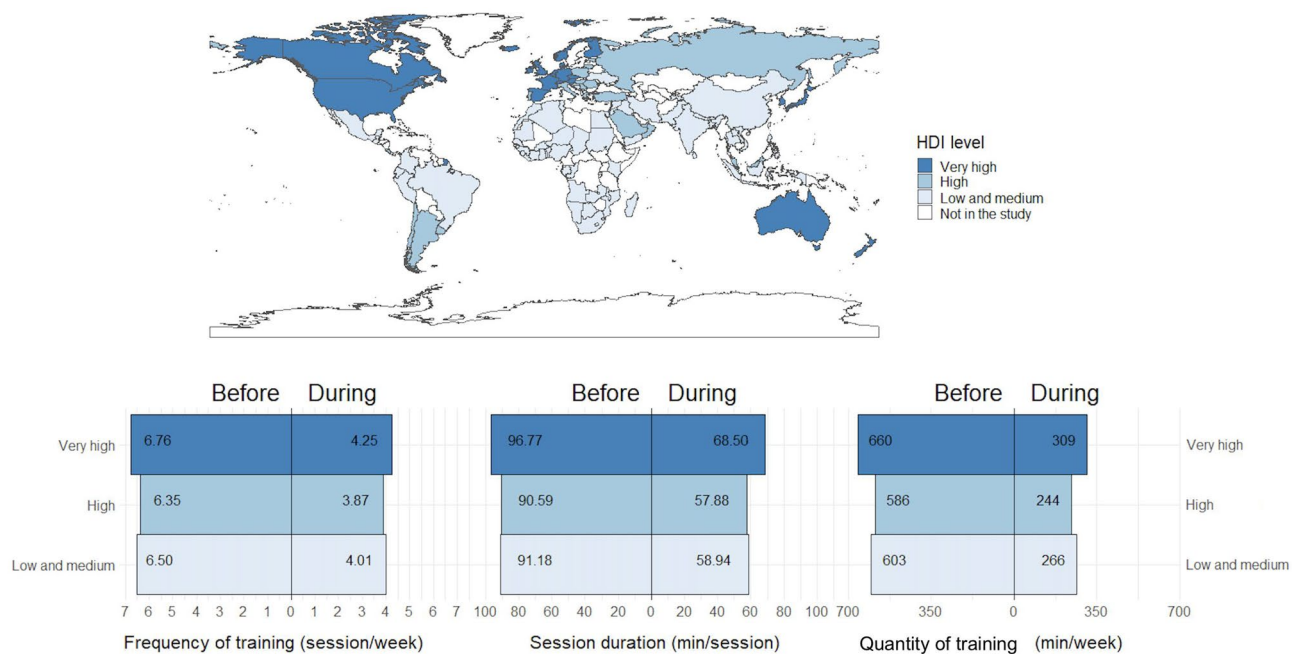 HDI level
Very high
High
Low and medium
Not in the study
Before During Before During Before During
Very high 6.76 4.25 96.77 68.50 660 309 Very high
High 6.35 3.87 90.59 57.88 586 244 High
Low and medium 6.50 4.01 91.18 58.94 603 266 Low and medium
7 6 5 4 3 2 1 0 1 2 3 4 5 6 7 100 80 60 40 20 0 20 40 60 80 100 700 350 0 350 700
Frequency of training (session/week) Session duration (min/session) Quantity of training (min/week)